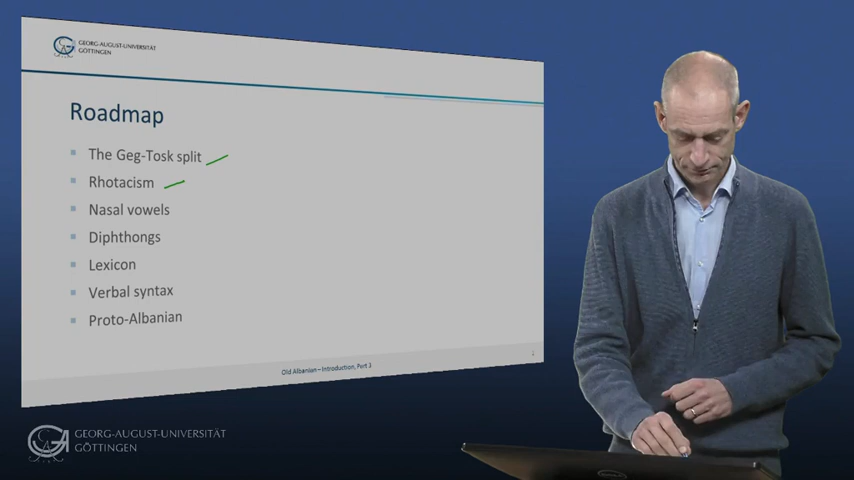 GEORG-AUGUST-UNIVERSITÄT
GÖTTINGEN
Roadmap
The Geg-Tosk split
Rhotacism
Nasal vowels
Diphthongs
Lexicon
Verbal syntax
Proto-Albanian
Old Albanian – Introduction, Part 3
GEORG-AUGUST-UNIVERSITÄT
GÖTTINGEN